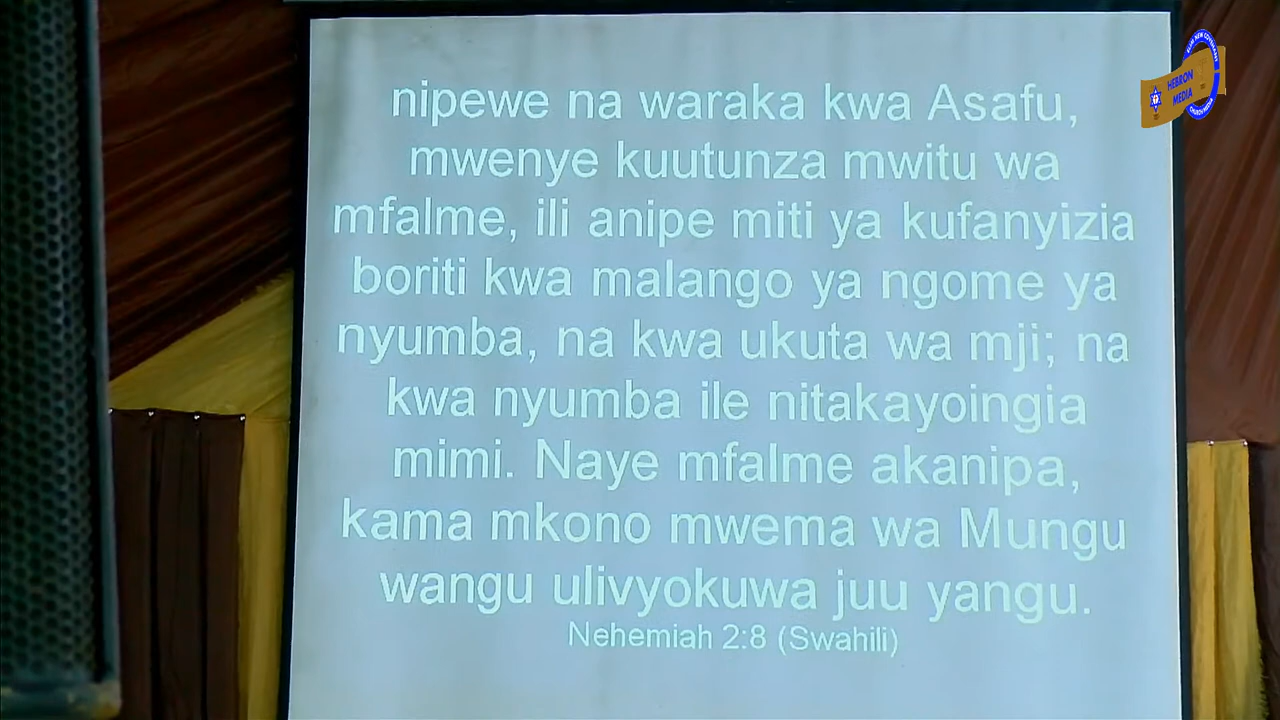 nipewe na waraka kwa Asafu,
mwenye kuutunza mwitu wa
mfalme, ili anipe miti ya kufanyizia
boriti kwa malango ya ngome ya
nyumba, na kwa ukuta wa mji; na
kwa nyumba ile nitakayoingia
mimi. Naye mfalme akanipa,
kama mkono mwema wa Mungu
wangu ulivyokuwa juu yangu.
Nehemiah 2:8 (Swahili)
HEBRON
MEDIA